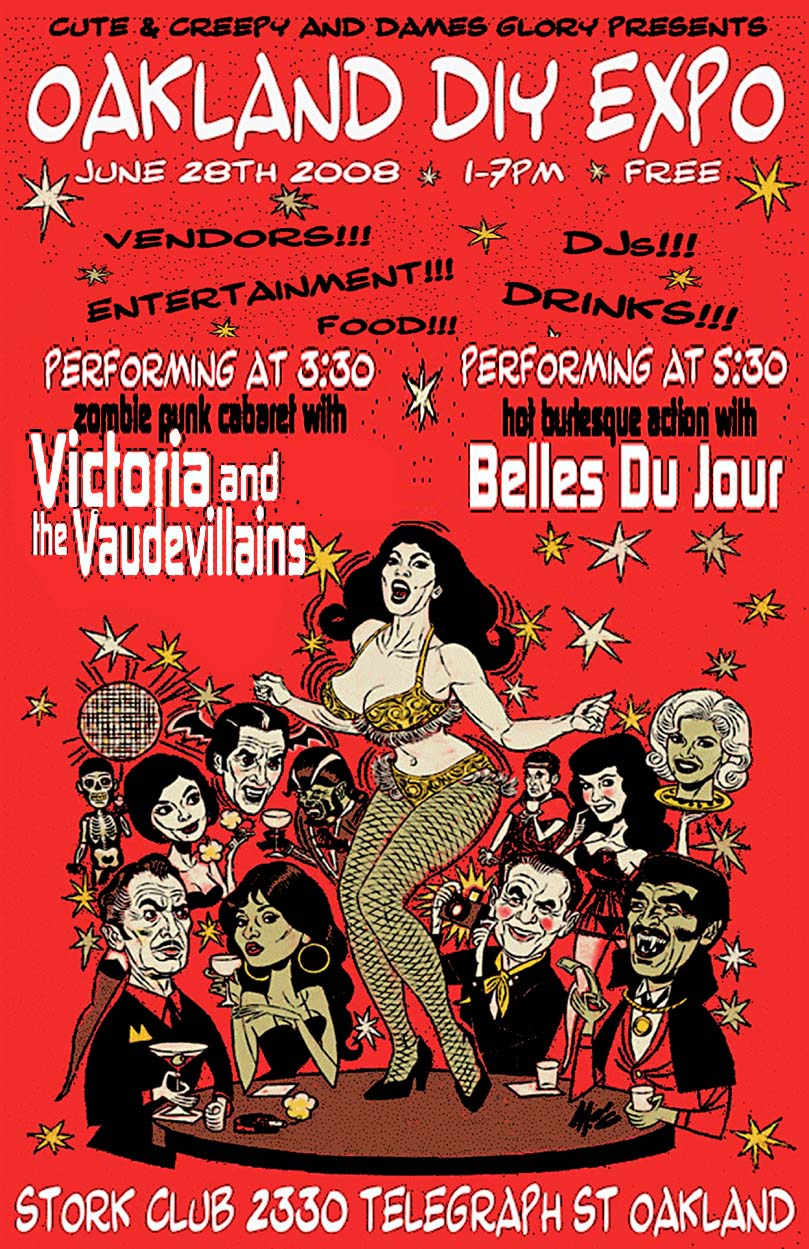 CUTE & CREEPY AND DAMES GLORY PRESENTS
OAKLAND DIY EXPO
JUNE 28TH 2008 * 1-7PM * FREE
VENDORS!!!
ENTERTAINMENT!!!
FOOD!!!
DJs!!!
DRINKS!!!
PERFORMING AT 3:30
zombie punk cabaret with
Victoria and
the Vaudevillains
PERFORMING AT 5:30
hot burlesque action with
Belles Du Jour
STORK CLUB 2330 TELEGRAPH ST OAKLAND